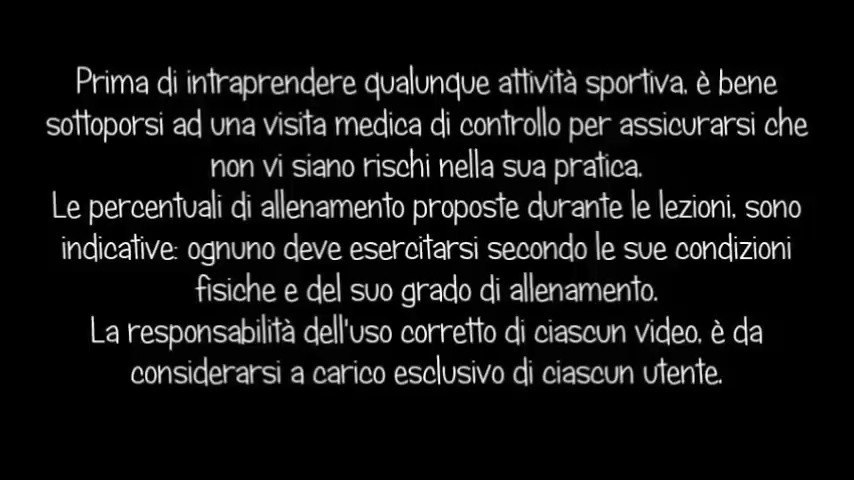 Prima di intraprendere qualunque attività sportiva, è bene
sottoporsi ad una visita medica di controllo per assicurarsi che
non vi siano rischi nella sua pratica.
Le percentuali di allenamento proposte durante le lezioni, sono
indicative: ognuno deve esercitarsi secondo le sue condizioni
fisiche e del suo grado di allenamento.
La responsabilità dell'uso corretto di ciascun video, è da
considerarsi a carico esclusivo di ciascun utente.